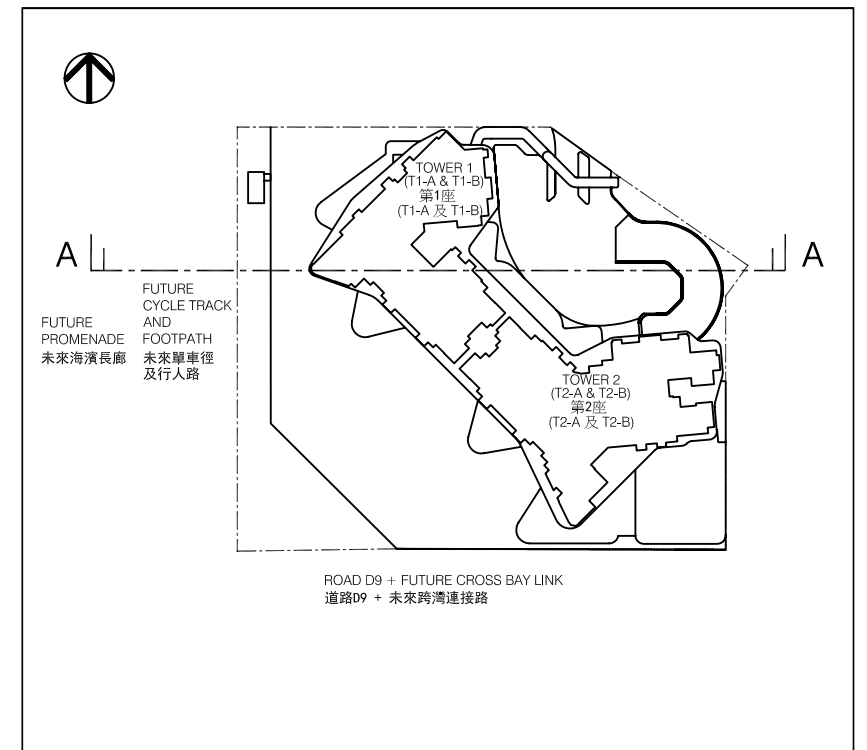 TOWER 1
(T1-A & T1-B)
第1座
(T1-A 及 T1-B)
A
A
FUTURE
CYCLE TRACK
AND
FOOTPATH
未來單車徑
及行人路
FUTURE
PROMENADE
未來海濱長廊
TOWER 2
(T2-A & T2-B)
第2座
(T2-A 及 T2-B)
ROAD D9 + FUTURE CROSS BAY LINK
道路D9 + 未來跨灣連接路